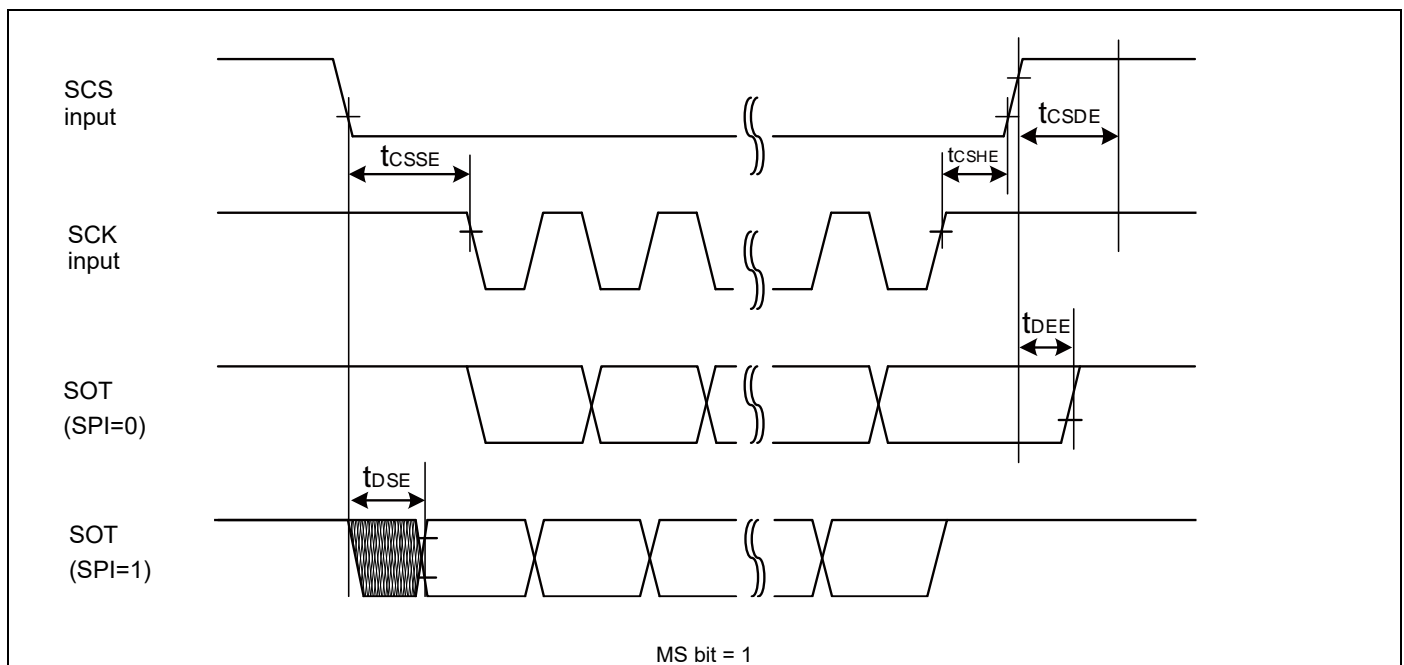 SCS
input
tCSDE
tCSSE
tCSHE
SCK
input
tDEE
SOT
(SPI=0)
tDSE
SOT
(SPI=1)
MS bit = 1